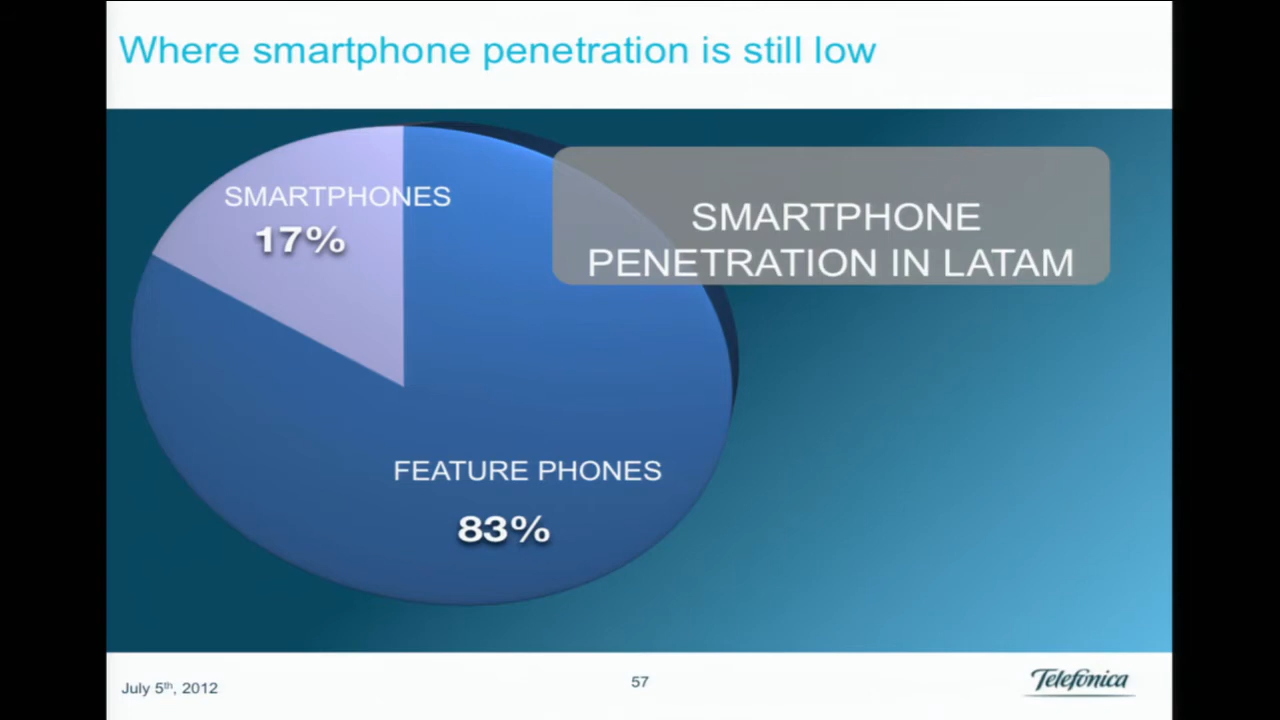 Where smartphone penetration is still low
SMARTPHONES
17%
SMARTPHONE
PENETRATION IN LATAM
FEATURE PHONES
83%
July 5th, 2012
57
Telefónica